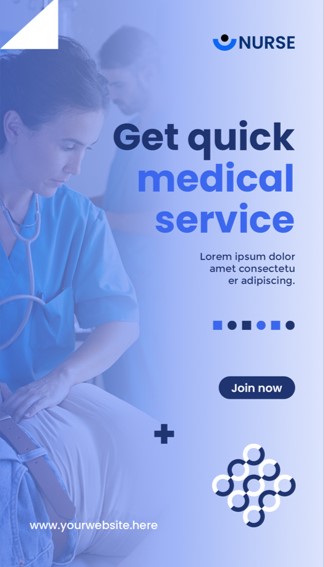 NURSE
Get quick
medical
service
Lorem ipsum dolor
amet consectetu
er adipiscing.
Join now
www.yourwebsite.here